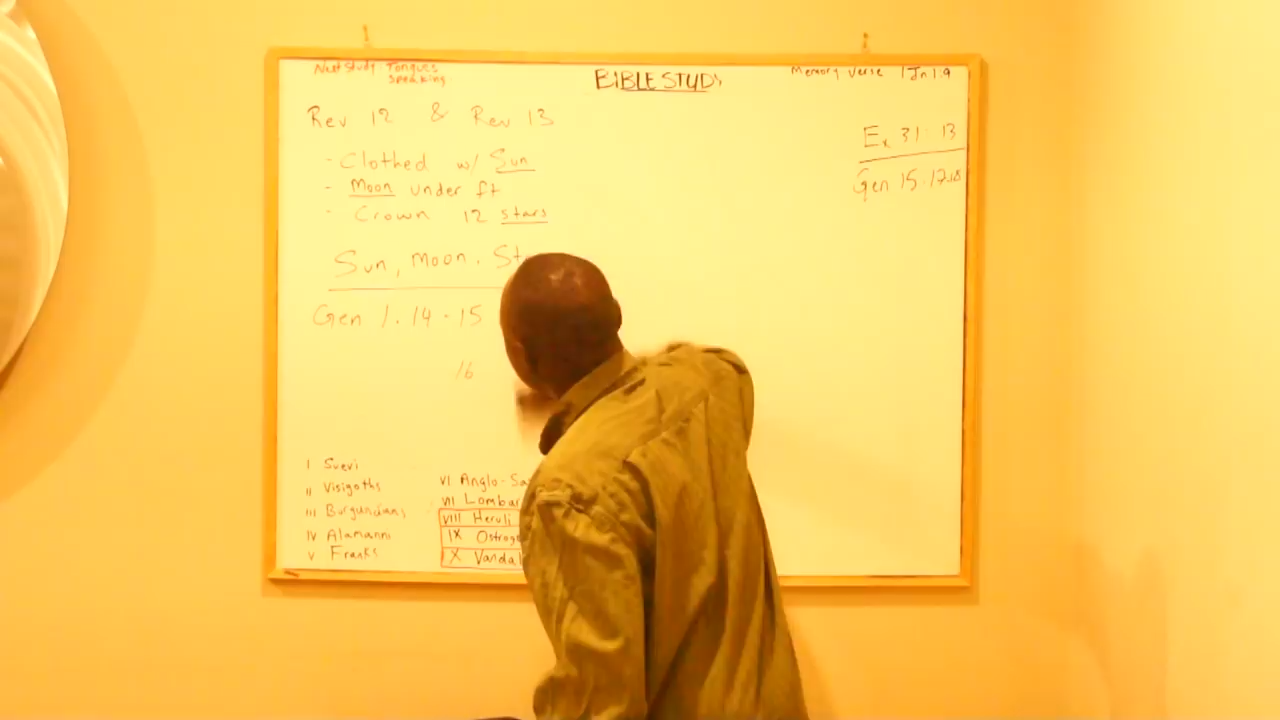 Next Study: Tongues
Speaking
BIBLE STUDY
Memory Verse 1 Jn 1:9
Rev 12 & Rev 13
- Clothed w/ Sun
- Moon under ft
- Crown 12 stars
Sun, Moon, St
Gen 1:14-15
16
Ex 31:13
Gen 15:17-18
I Suevi
II Visigoths
III Burgundians
IV Alamanni
V Franks
VI Anglo-Sa
VII Lombar
VIII Heruli
IX Ostrog
X Vandal